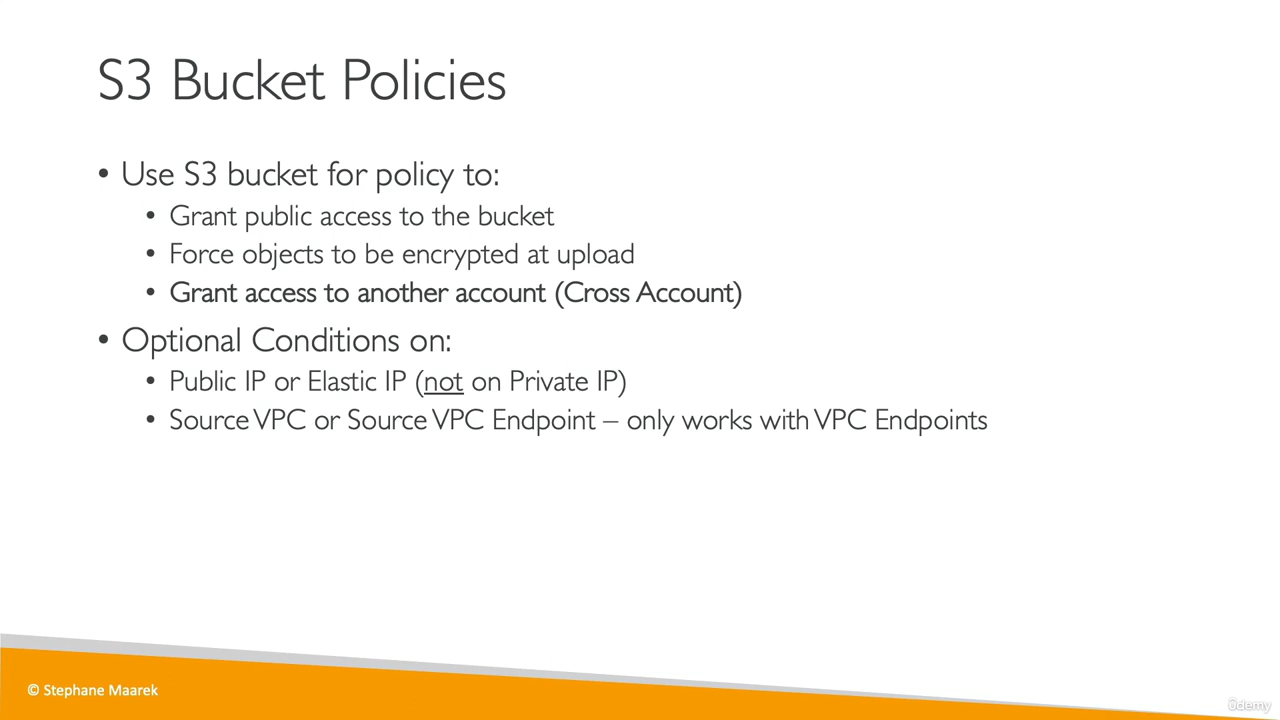 S3 Bucket Policies
• Use S3 bucket for policy to:
• Grant public access to the bucket
• Force objects to be encrypted at upload
• Grant access to another account (Cross Account)
• Optional Conditions on:
• Public IP or Elastic IP (not on Private IP)
• Source VPC or Source VPC Endpoint – only works with VPC Endpoints
© Stephane Maarek
ûdemy